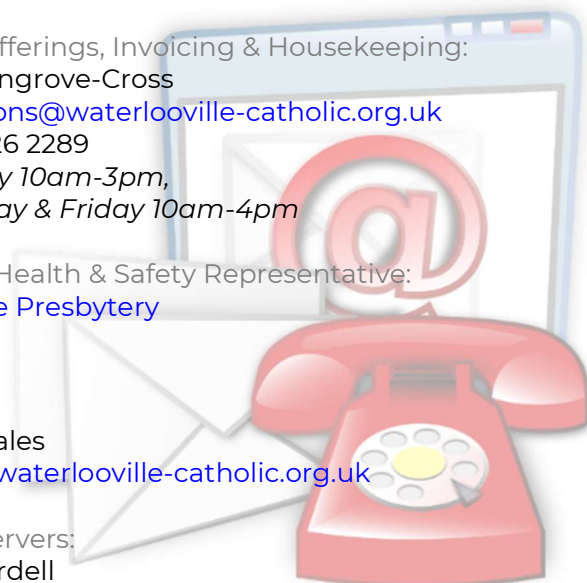 fferings, Invoicing & Housekeeping:
ngrove-Cross
ons@waterlooville-catholic.org.uk
26 2289
y 10am-3pm,
ay & Friday 10am-4pm
Health & Safety Representative:
e Presbytery
ales
waterlooville-catholic.org.uk
ervers:
rdell
@